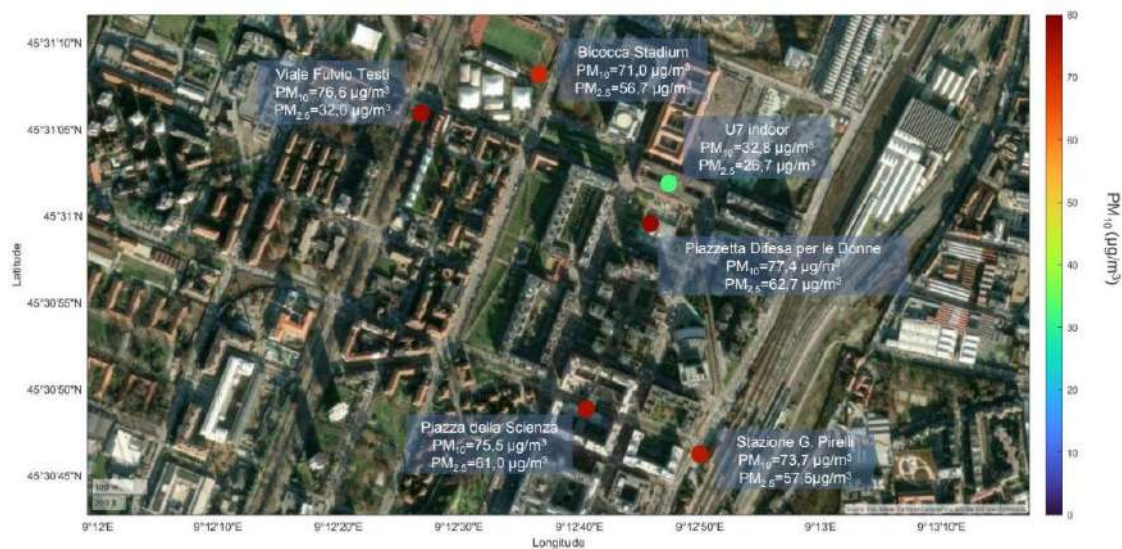 Bicocca Stadium
PM10=71,0 µg/m³
PM2.5=56,7 µg/m³
Viale Fulvio Testi
PM10=76,6 µg/m³
PM2.5=32,0 µg/m³
U7 indoor
PM10=32,8 µg/m³
PM2.5=26,7 µg/m³
Piazzetta Difesa per le Donne
PM10=77,4 µg/m³
PM2.5=62,7 µg/m³
Piazza della Scienza
PM10=75,5 µg/m³
PM2.5=61,0 µg/m³
Stazione G. Pirelli
PM10=73,7 µg/m³
PM2.5=57,5µg/m³
45°31'10"N
45°31'05"N
45°31'N
45°30'55"N
45°30'50"N
45°30'45"N
Latitude
9°12'E
9°12'10"E
9°12'20"E
9°12'30"E
9°12'40"E
9°12'50"E
9°13'E
9°13'10"E
Longitude
80
70
60
50
40
30
20
10
0
PM10 (µg/m³)